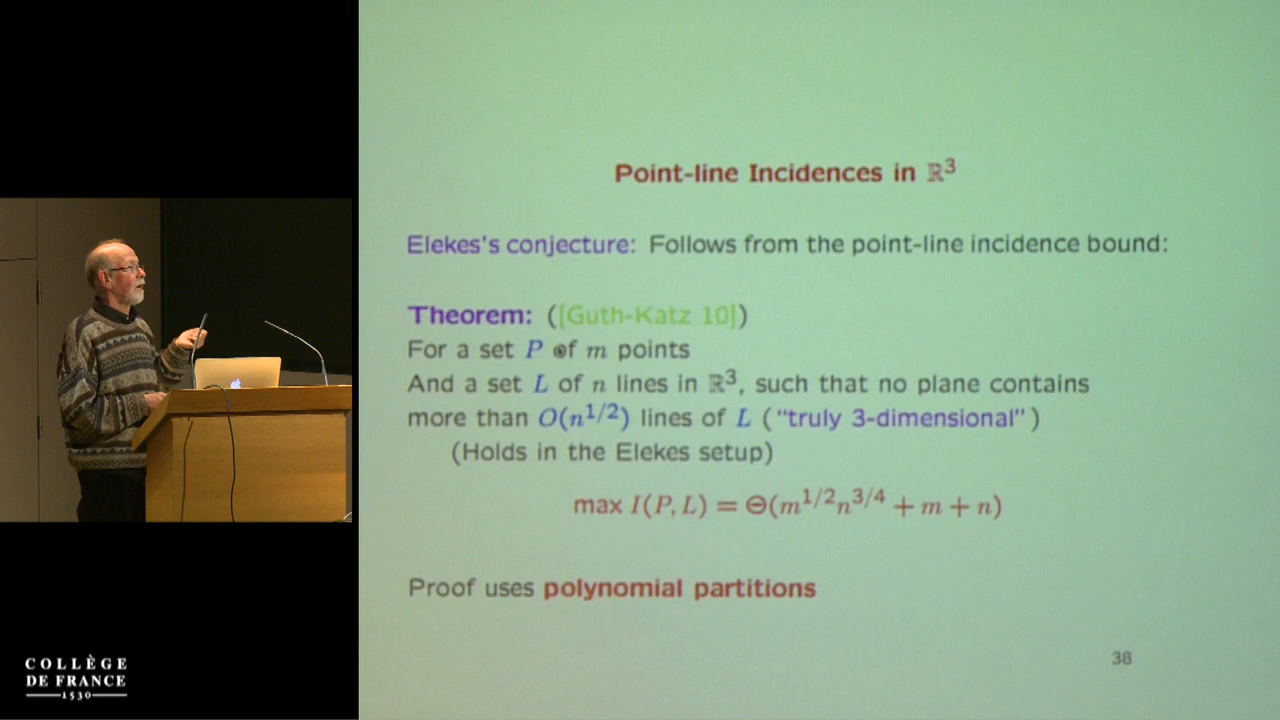 Point-line Incidences in ℝ³
Elekes's conjecture: Follows from the point-line incidence bound:
Theorem: ([Guth-Katz 10])
For a set P of m points
And a set L of n lines in ℝ³, such that no plane contains
more than O(n^{1/2}) lines of L ("truly 3-dimensional")
(Holds in the Elekes setup)
max I(P, L) = Θ(m^{1/2}n^{3/4} + m + n)
Proof uses polynomial partitions
38
COLLÈGE
DE FRANCE
1530